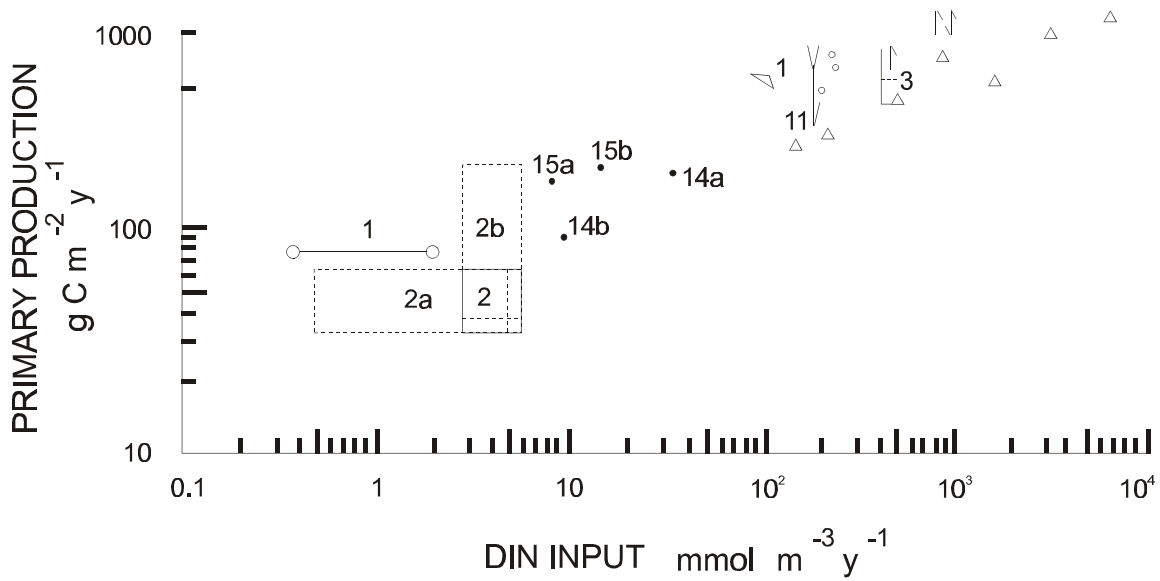 PRIMARY PRODUCTION
g C m⁻² y⁻¹
1000
100
10
1
11
3
15a
15b
14a
14b
1
2b
2a
2
0.1
1
10
10²
10³
10⁴
DIN INPUT mmol m⁻³ y⁻¹